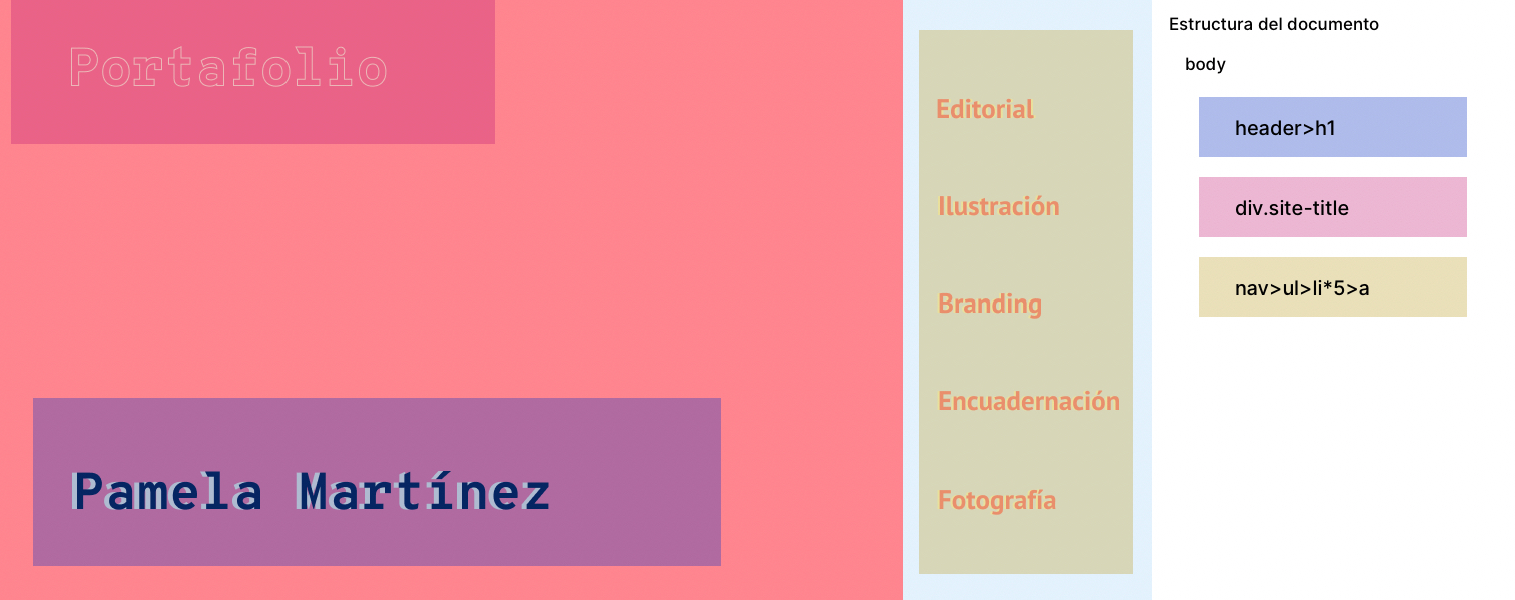 Portafolio
Pamela Martínez
Editorial
Ilustración
Branding
Encuadernación
Fotografía
Estructura del documento
body
header>h1
div.site-title
nav>ul>li*5>a